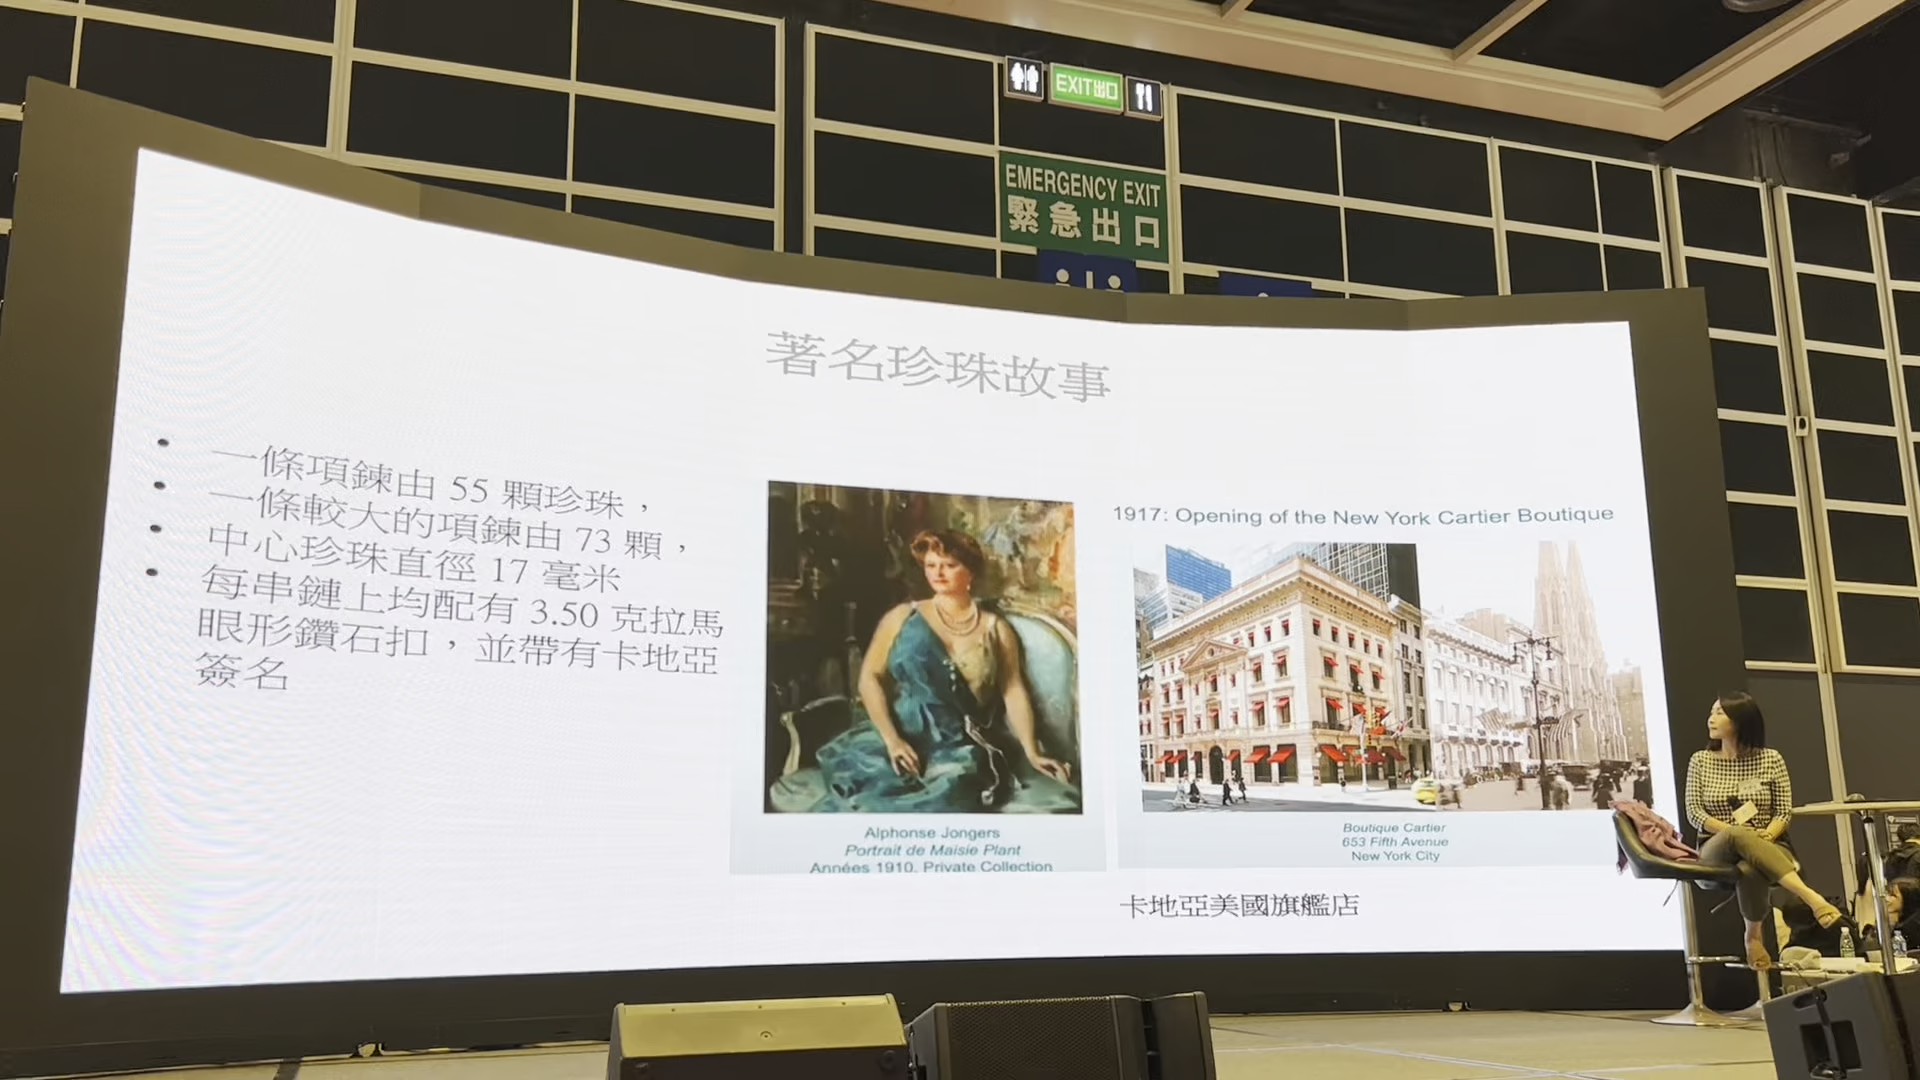 EXIT出口
EMERGENCY EXIT
緊急出口
著名珍珠故事
一條項鍊由 55 顆珍珠，
一條較大的項鍊由 73 顆，
中心珍珠直徑 17 毫米
每串鏈上均配有 3.50 克拉馬
眼形鑽石扣，並帶有卡地亞
簽名
Alphonse Jongers
Portrait de Maisie Plant
Années 1910, Private Collection
1917: Opening of the New York Cartier Boutique
Boutique Cartier
653 Fifth Avenue
New York City
卡地亞美國旗艦店